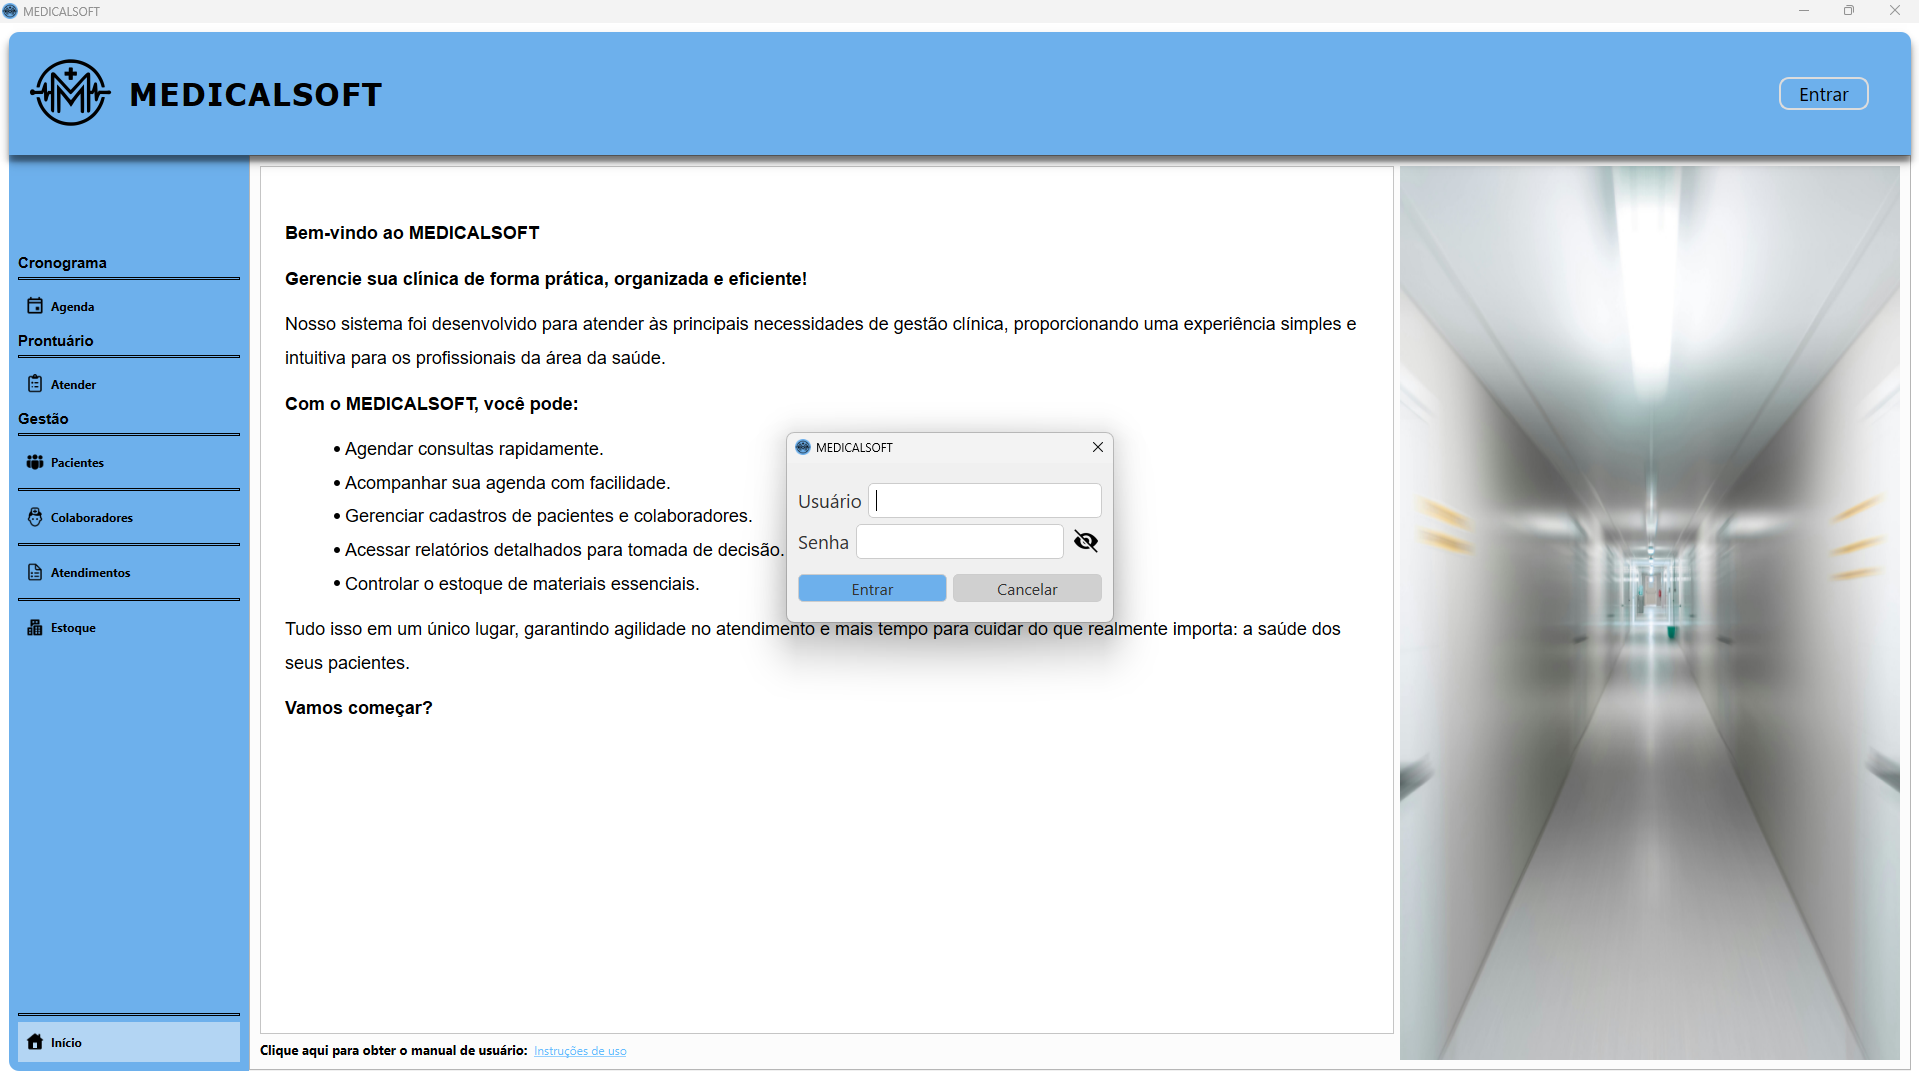 MEDICALSOFT
MEDICALSOFT
Entrar
Cronograma
Agenda
Prontuário
Atender
Gestão
Pacientes
Colaboradores
Atendimentos
Estoque
Início
Bem-vindo ao MEDICALSOFT
Gerencie sua clínica de forma prática, organizada e eficiente!
Nosso sistema foi desenvolvido para atender às principais necessidades de gestão clínica, proporcionando uma experiência simples e
intuitiva para os profissionais da área da saúde.
Com o MEDICALSOFT, você pode:
• Agendar consultas rapidamente.
• Acompanhar sua agenda com facilidade.
• Gerenciar cadastros de pacientes e colaboradores.
• Acessar relatórios detalhados para tomada de decisão.
• Controlar o estoque de materiais essenciais.
Tudo isso em um único lugar, garantindo agilidade no atendimento e mais tempo para cuidar do que realmente importa: a saúde dos
seus pacientes.
Vamos começar?
MEDICALSOFT
Usuário
Senha
Entrar Cancelar
Clique aqui para obter o manual de usuário: Instruções de uso